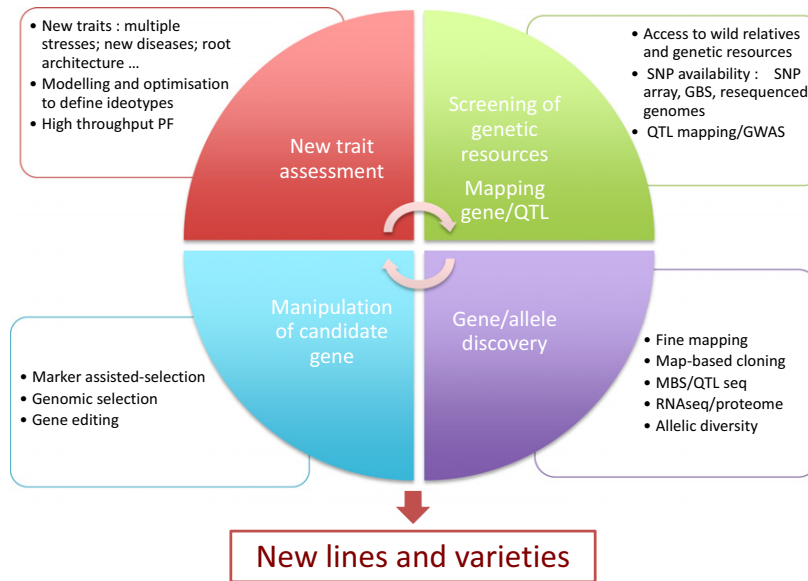 • New traits : multiple
stresses; new diseases; root
architecture ...
• Modelling and optimisation
to define ideotypes
• High throughput PF
New trait
assessment
Screening of
genetic
resources
Mapping
gene/QTL
• Access to wild relatives
and genetic resources
• SNP availability : SNP
array, GBS, resequenced
genomes
• QTL mapping/GWAS
Manipulation
of candidate
gene
• Marker assisted-selection
• Genomic selection
• Gene editing
Gene/allele
discovery
• Fine mapping
• Map-based cloning
• MBS/QTL seq
• RNAseq/proteome
• Allelic diversity
New lines and varieties